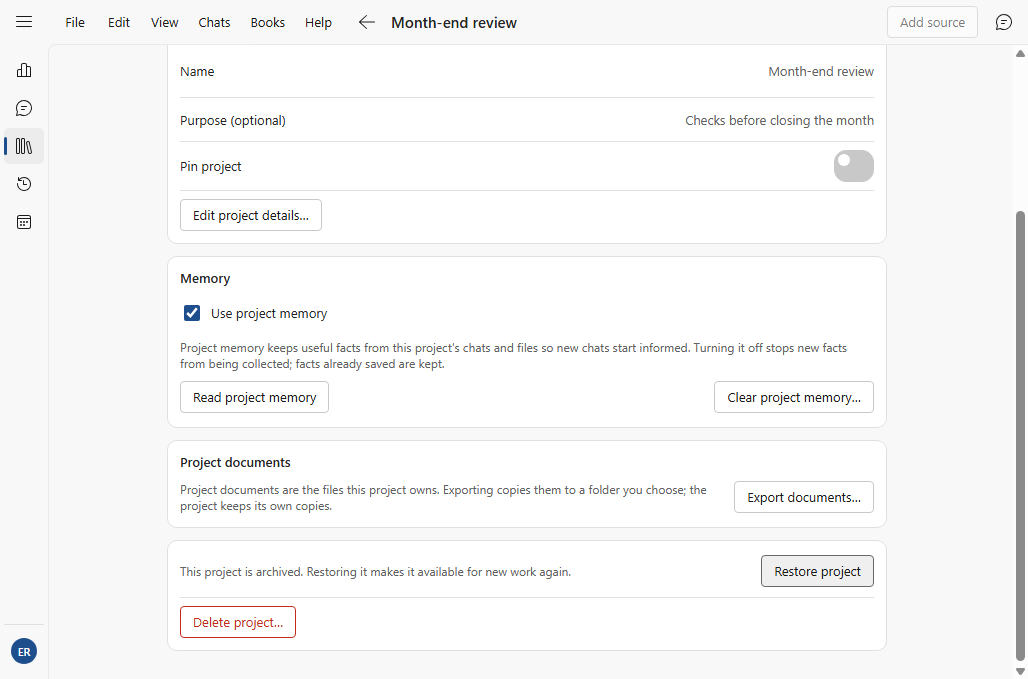 File Edit View Chats Books Help Month-end review Add source
Name Month-end review
Purpose (optional) Checks before closing the month
Pin project
Edit project details...
Memory
Use project memory
Project memory keeps useful facts from this project's chats and files so new chats start informed. Turning it off stops new facts
from being collected; facts already saved are kept.
Read project memory Clear project memory...
Project documents
Project documents are the files this project owns. Exporting copies them to a folder you choose; the
project keeps its own copies.
Export documents...
This project is archived. Restoring it makes it available for new work again.
Restore project
Delete project...
ER